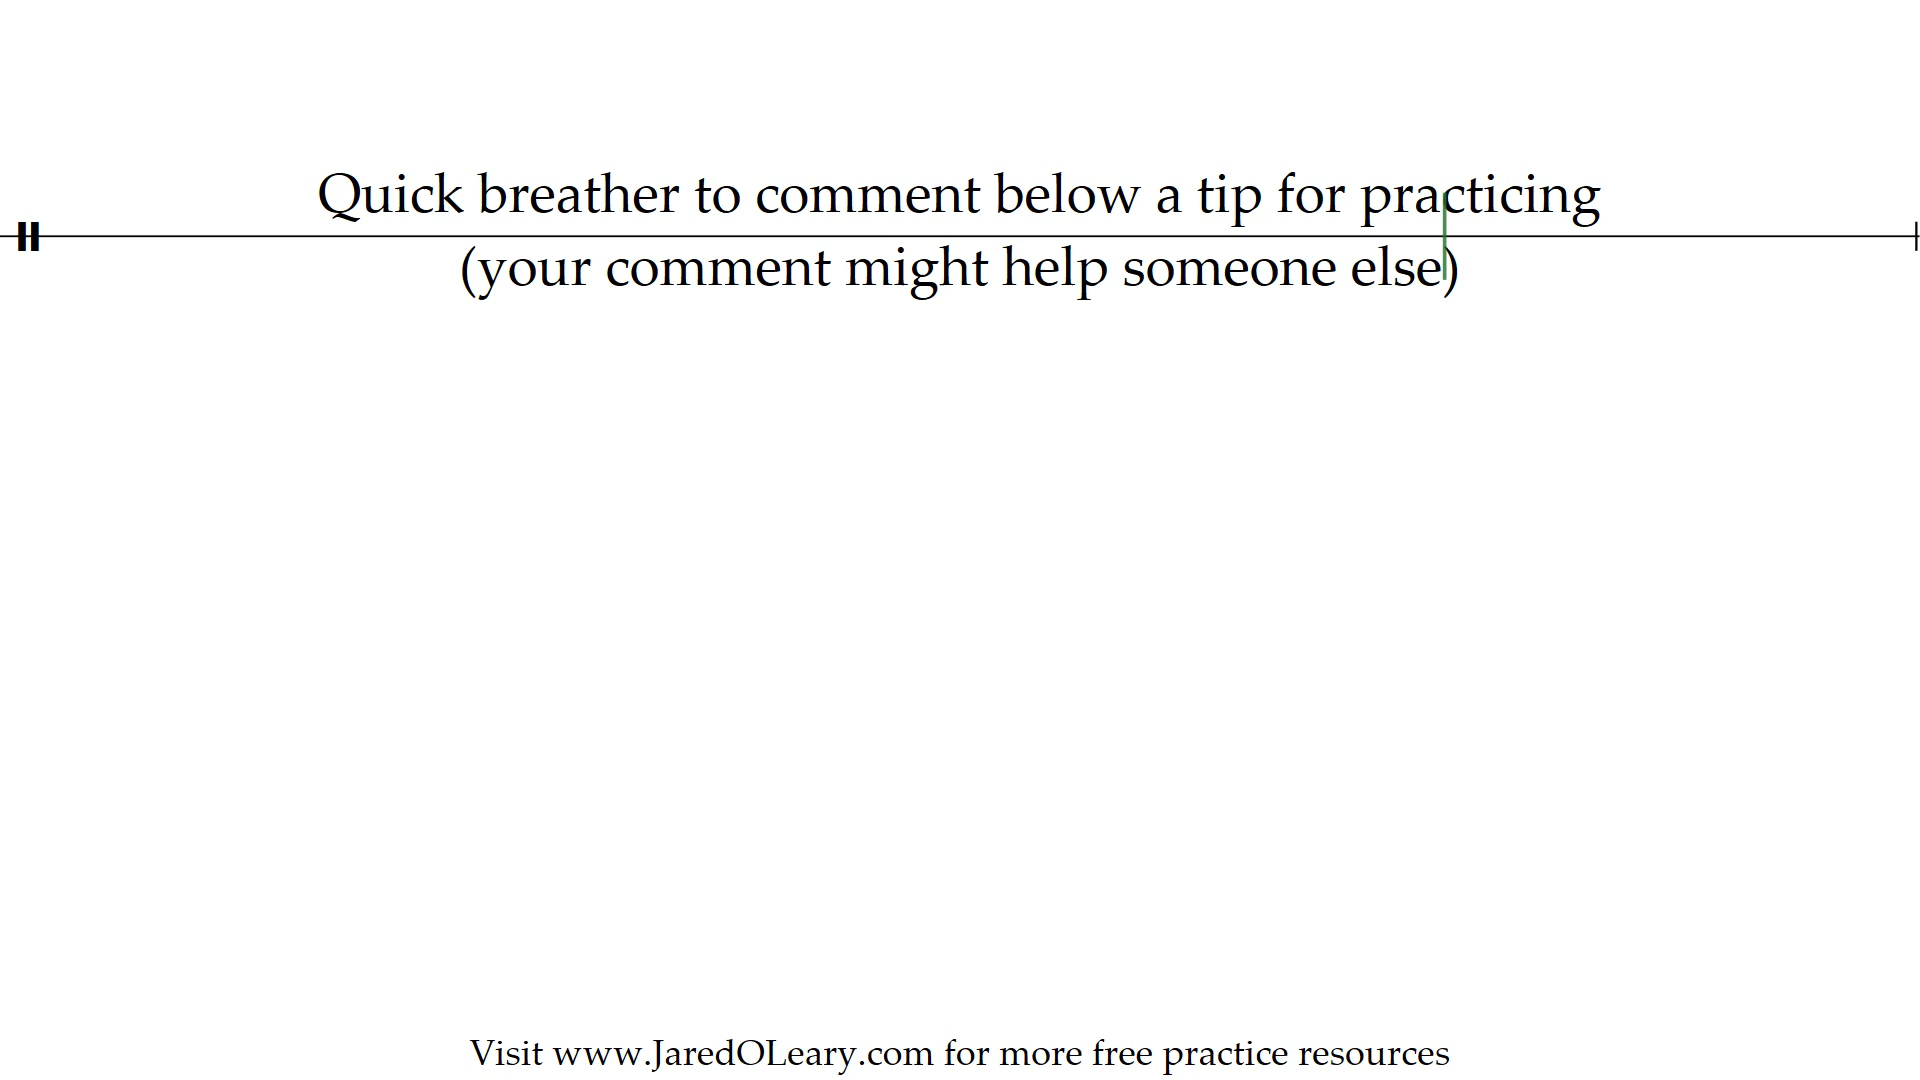 Quick breather to comment below a tip for practicing
(your comment might help someone else)
Visit www.JaredOLeary.com for more free practice resources